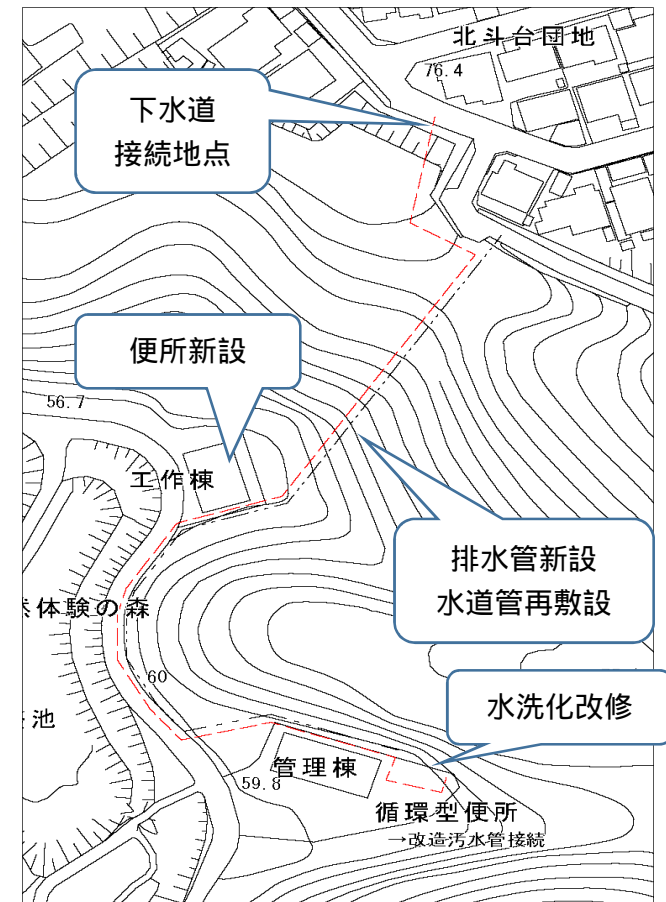 北斗台団地
76.4
下水道
接続地点
便所新設
56.7
工作棟
排水管新設
水道管再敷設
体験の森
60
池
水洗化改修
管理棟
59.8
循環型便所
→改造汚水管接続